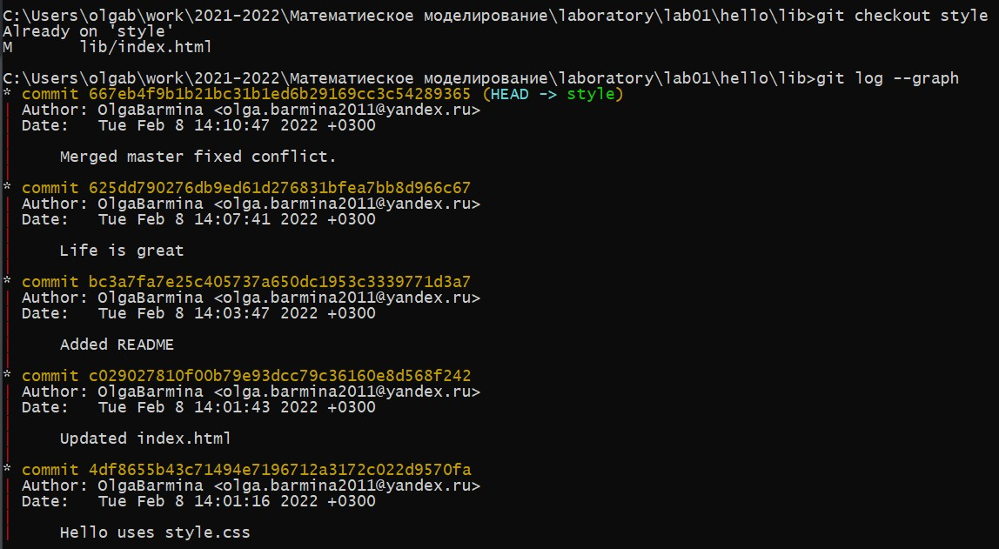 C:\Users\olgab\work\2021-2022\Математиеское моделирование\laboratory\lab01\hello\lib>git checkout style
Already on 'style'
M       lib/index.html
C:\Users\olgab\work\2021-2022\Математиеское моделирование\laboratory\lab01\hello\lib>git log --graph
* commit 667eb4f9b1b21bc31b1ed6b29169cc3c54289365 (HEAD -> style)
| Author: OlgaBarmina <olga.barmina2011@yandex.ru>
| Date:   Tue Feb 8 14:10:47 2022 +0300
|
|     Merged master fixed conflict.
|
* commit 625dd790276db9ed61d276831bfea7bb8d966c67
| Author: OlgaBarmina <olga.barmina2011@yandex.ru>
| Date:   Tue Feb 8 14:07:41 2022 +0300
|
|     Life is great
|
* commit bc3a7fa7e25c405737a650dc1953c3339771d3a7
| Author: OlgaBarmina <olga.barmina2011@yandex.ru>
| Date:   Tue Feb 8 14:03:47 2022 +0300
|
|     Added README
|
* commit c029027810f00b79e93dcc79c36160e8d568f242
| Author: OlgaBarmina <olga.barmina2011@yandex.ru>
| Date:   Tue Feb 8 14:01:43 2022 +0300
|
|     Updated index.html
|
* commit 4df8655b43c71494e7196712a3172c022d9570fa
| Author: OlgaBarmina <olga.barmina2011@yandex.ru>
| Date:   Tue Feb 8 14:01:16 2022 +0300
|
|     Hello uses style.css